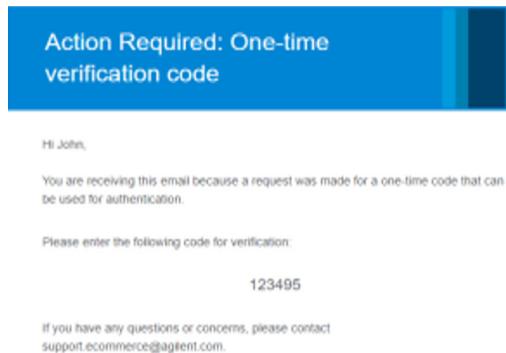 Action Required: One-time
verification code
Hi John,
You are receiving this email because a request was made for a one-time code that can
be used for authentication.
Please enter the following code for verification:
123495
If you have any questions or concerns, please contact
support.ecommerce@agilent.com.